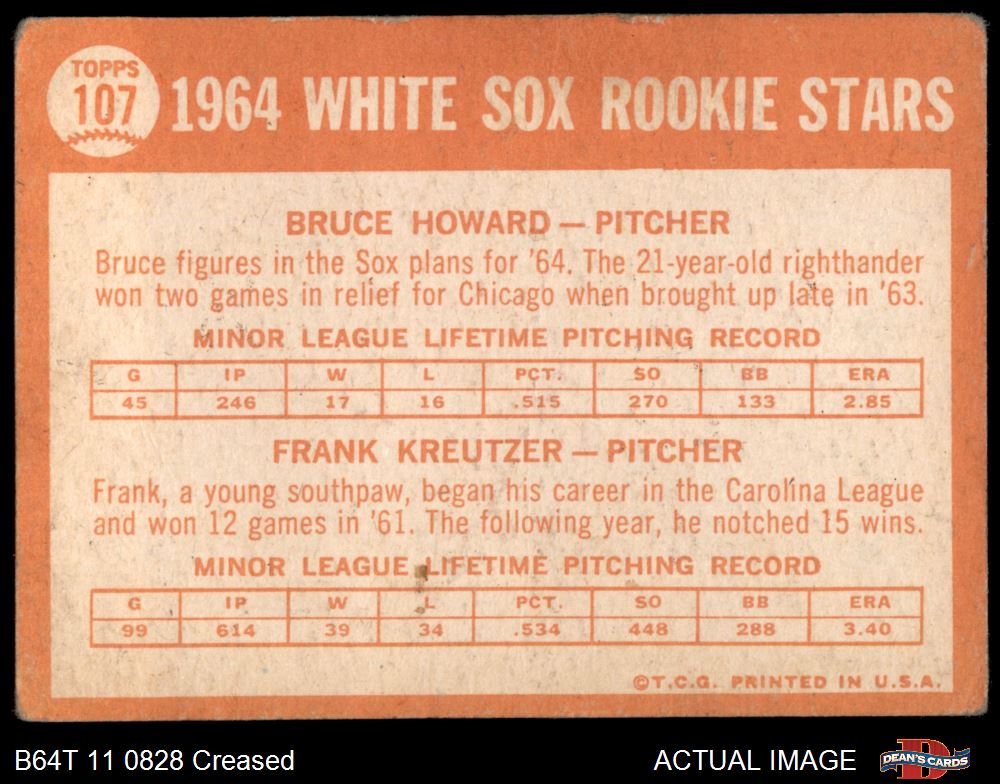 TOPPS
107
1964 WHITE SOX ROOKIE STARS
BRUCE HOWARD — PITCHER
Bruce figures in the Sox plans for '64. The 21-year-old righthander
won two games in relief for Chicago when brought up late in '63.
MINOR LEAGUE LIFETIME PITCHING RECORD
G IP W L PCT. SO BB ERA
45 246 17 16 .515 270 133 2.85
FRANK KREUTZER — PITCHER
Frank, a young southpaw, began his career in the Carolina League
and won 12 games in '61. The following year, he notched 15 wins.
MINOR LEAGUE LIFETIME PITCHING RECORD
G IP W L PCT. SO BB ERA
99 614 39 34 .534 448 288 3.40
©T.C.G. PRINTED IN U.S.A.
B64T 11 0828 Creased
ACTUAL IMAGE
DEAN'S CARDS